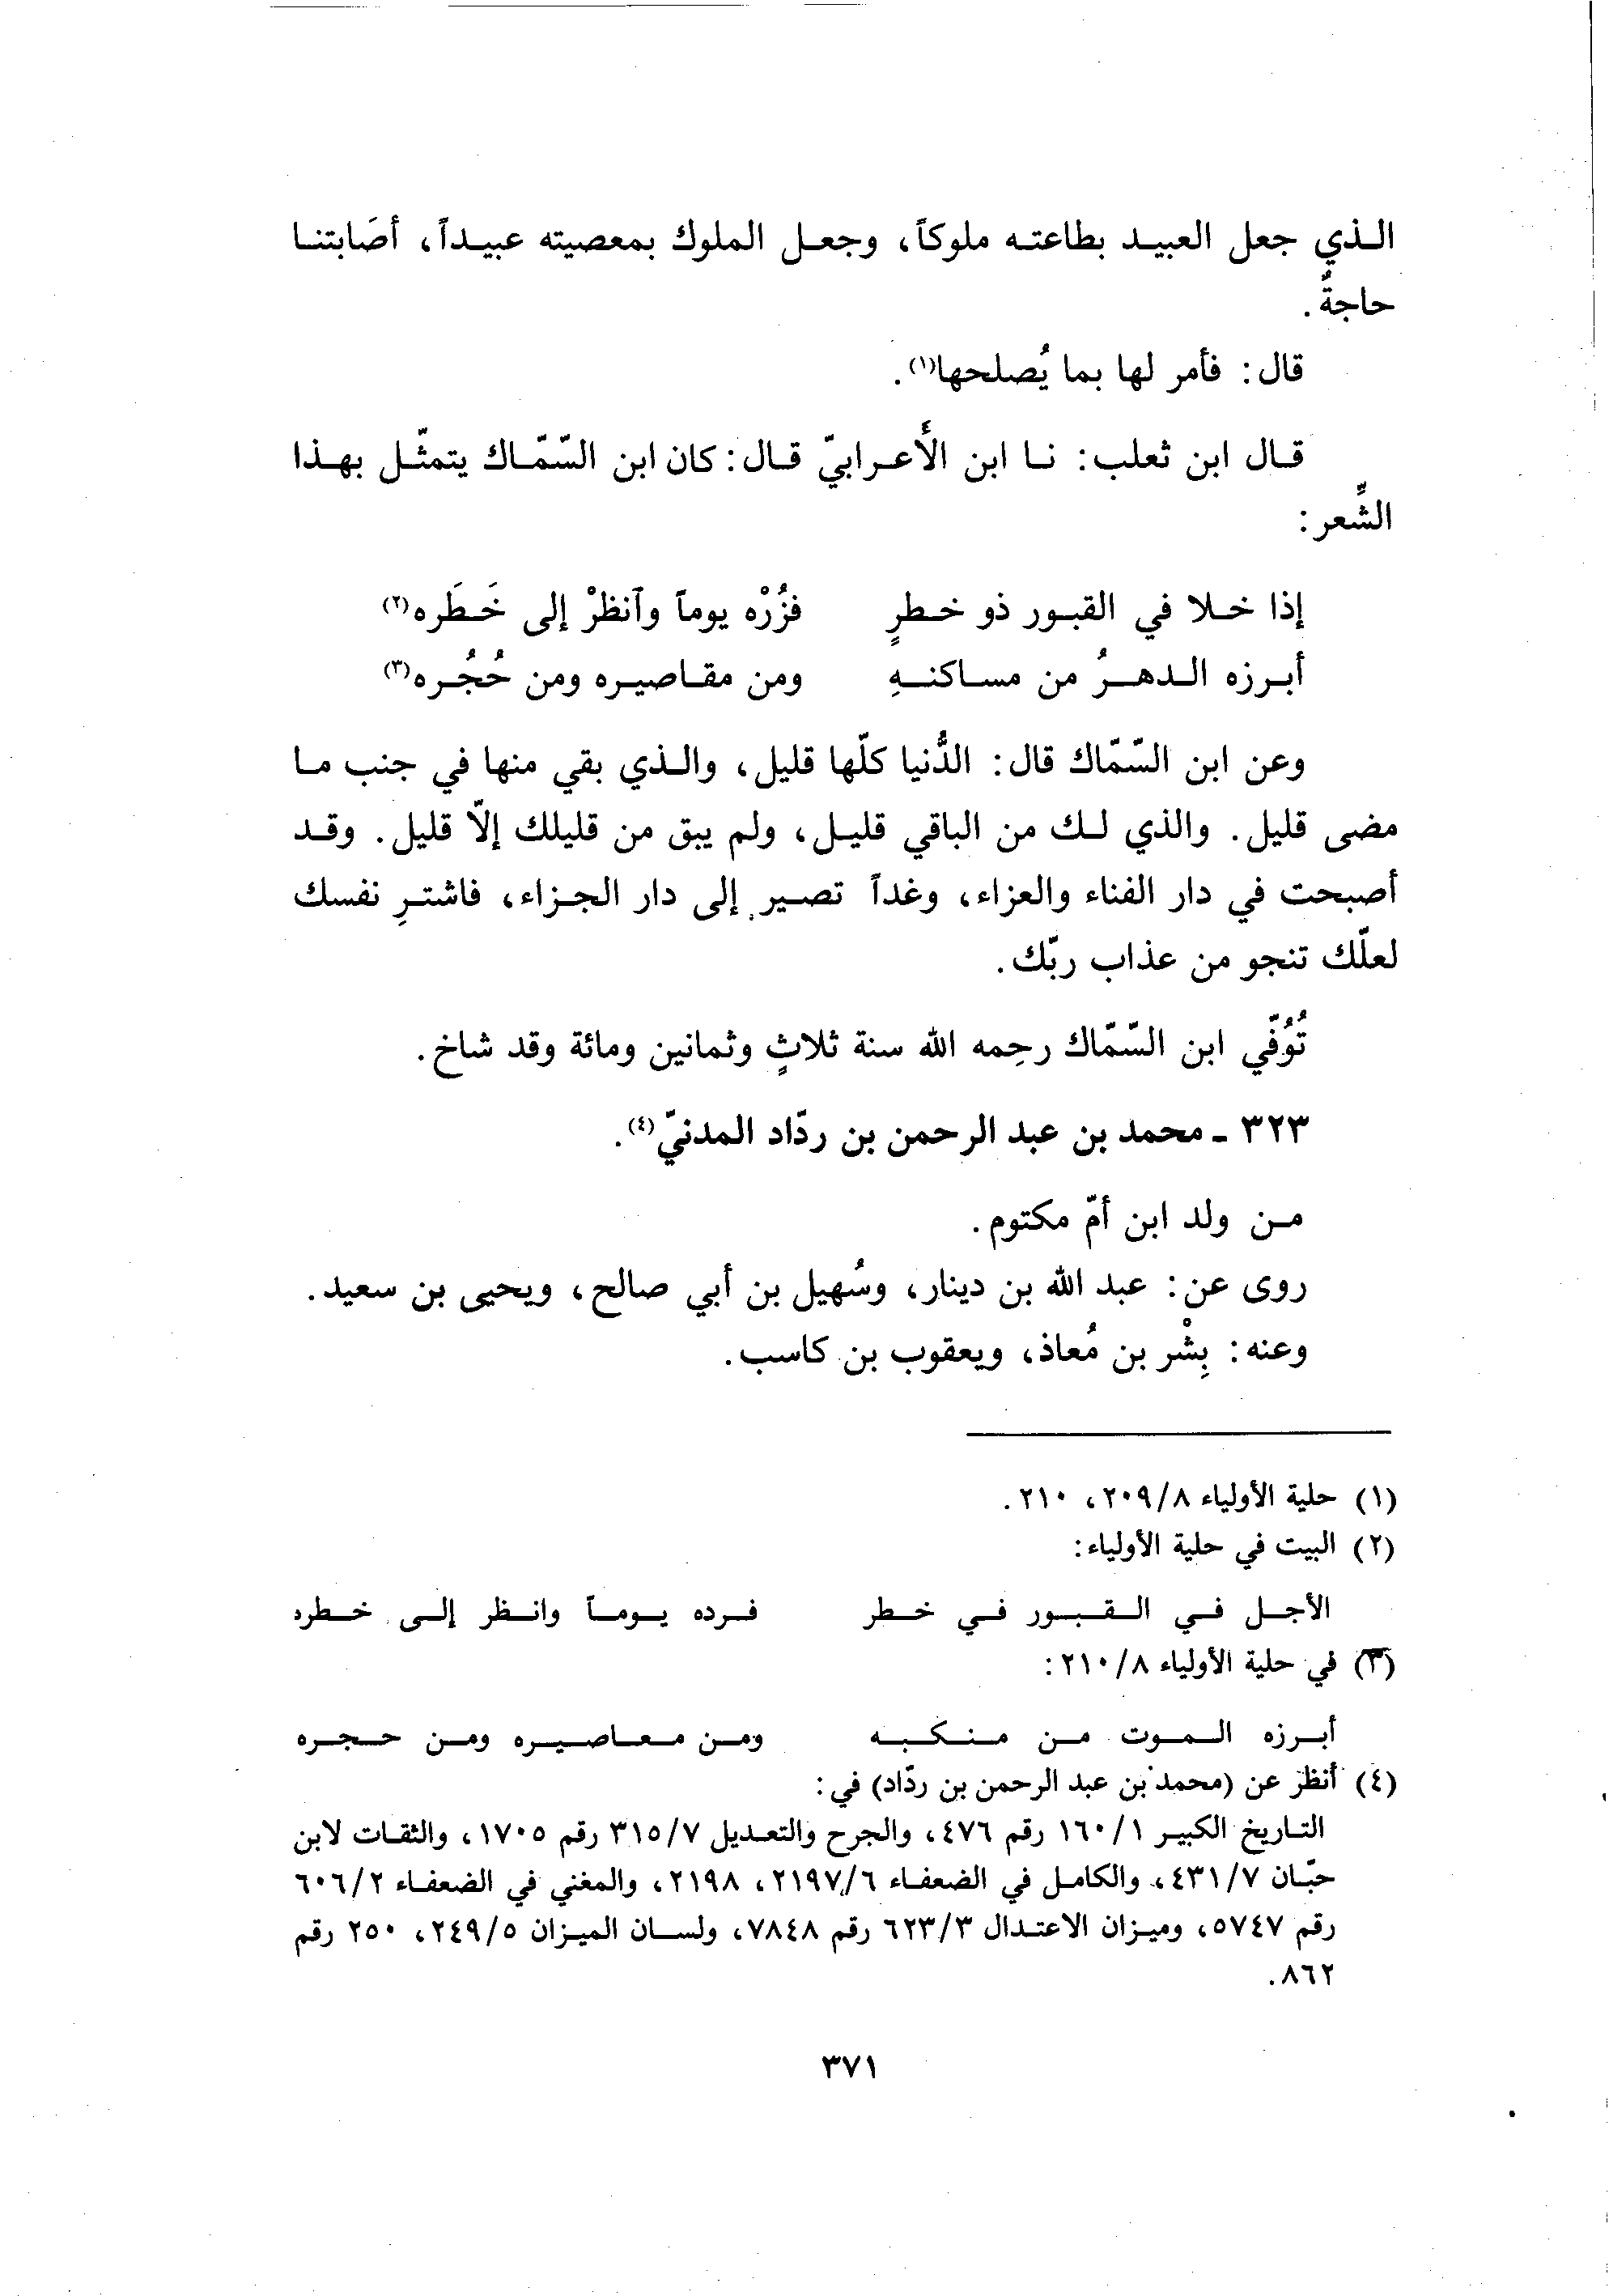 الذي جعل العبيد بطاعته ملوكاً، وجعل الملوك بمعصيته عبيداً، أصَابتنا
حاجةٌ.
قال: فأمر لها بما يُصلحها(١).
قال ابن ثعلب: نا ابن الأعرابيّ قال: كان ابن السّمّاك يتمثّل بهذا
الشِّعر:
إذا خلا في القبور ذو خطرٍ فزُرْه يوماً وآنظرْ إلى خَطَره(٢)
أبرزه الدهرُ من مساكنهِ ومن مقاصيره ومن حُجُره(٣)
وعن ابن السّمّاك قال: الدُّنيا كلّها قليل، والذي بقي منها في جنب ما
مضى قليل. والذي لك من الباقي قليل، ولم يبق من قليلك إلّا قليل. وقد
أصبحت في دار الفناء والعزاء، وغداً تصير إلى دار الجزاء، فاشترِ نفسك
لعلّك تنجو من عذاب ربّك.
تُوُفّي ابن السّمّاك رحِمه الله سنة ثلاثٍ وثمانين ومائة وقد شاخ.
٣٢٣ ـ محمد بن عبد الرحمن بن ردّاد المدنيّ(٤).
من ولد ابن أمّ مكتوم.
روى عن: عبد الله بن دينار، وسُهيل بن أبي صالح، ويحيى بن سعيد.
وعنه: بِشْر بن مُعاذ، ويعقوب بن كاسب.
(١) حلية الأولياء ٢٠٩/٨، ٢١٠.
(٢) البيت في حلية الأولياء:
الأجل في القبور في خطر فرده يوماً وانظر إلى خطره
(٣) في حلية الأولياء ٢١٠/٨:
أبرزه الموت من منكبه ومن معاصيره ومن حجره
(٤) أنظر عن (محمد بن عبد الرحمن بن ردّاد) في:
التاريخ الكبير ١٦٠/١ رقم ٤٧٦، والجرح والتعديل ٣١٥/٧ رقم ١٧٠٥، والثقات لابن
حبّان ٤٣١/٧، والكامل في الضعفاء ٢١٩٧/٦، ٢١٩٨، والمغني في الضعفاء ٦٠٦/٢
رقم ٥٧٤٧، وميزان الاعتدال ٦٢٣/٣ رقم ٧٨٤٨، ولسان الميزان ٢٤٩/٥، ٢٥٠ رقم
٨٦٢.
٣٧١